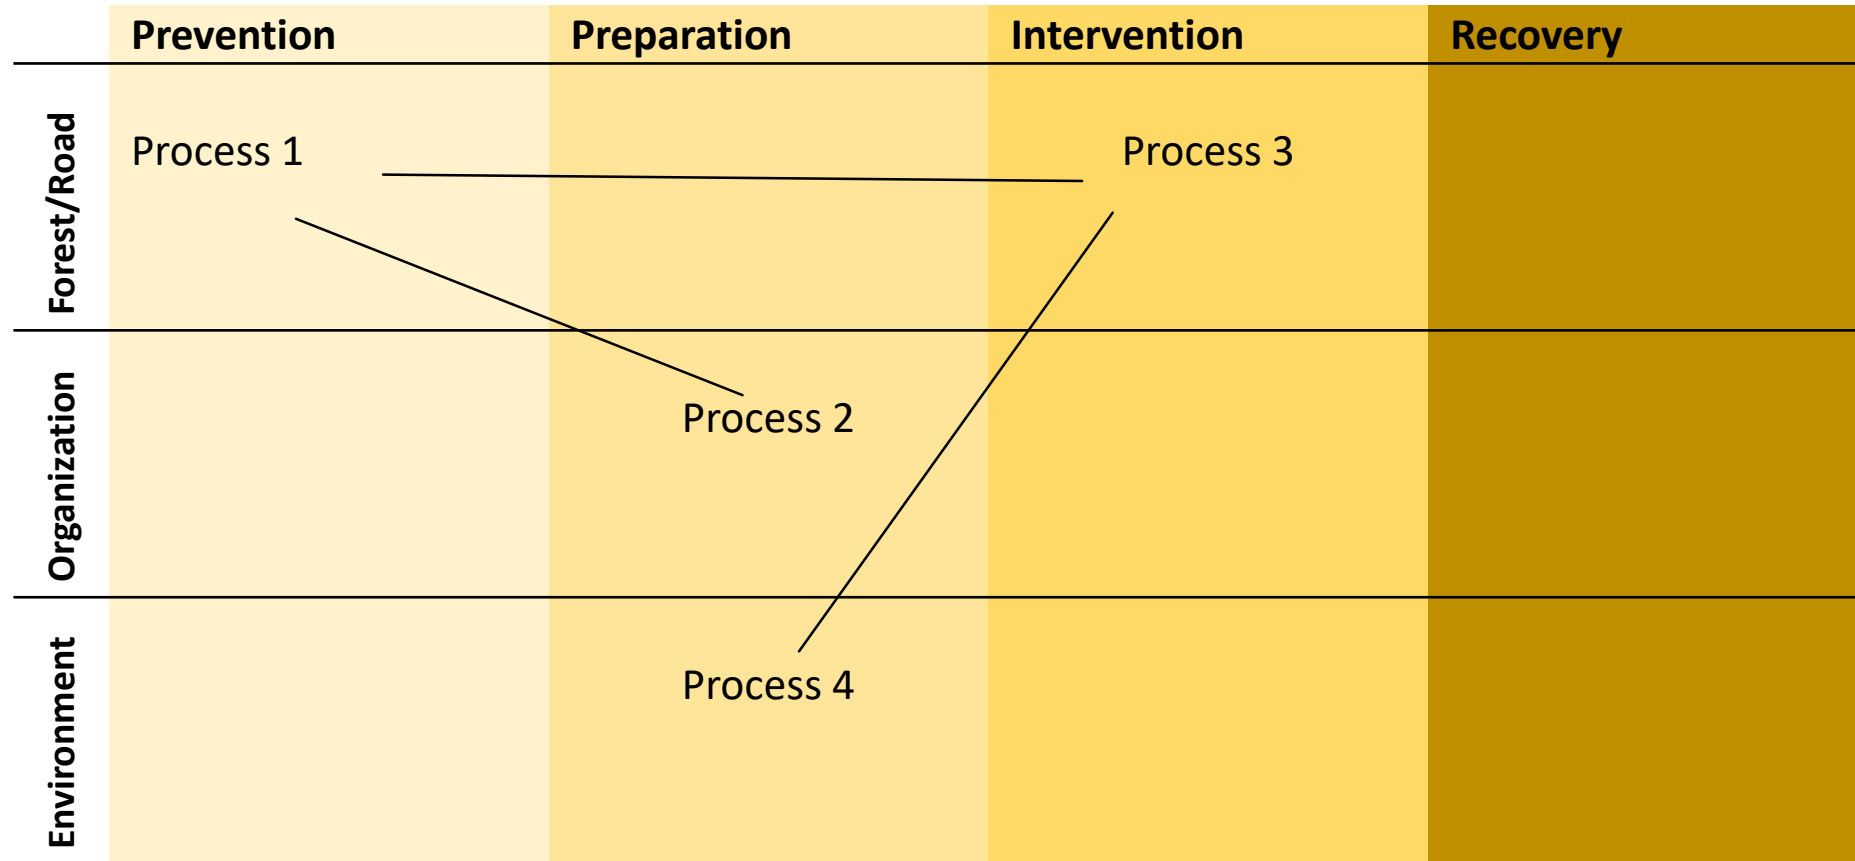 Prevention
Preparation
Intervention
Recovery
Forest/Road
Process 1
Process 3
Organization
Process 2
Environment
Process 4